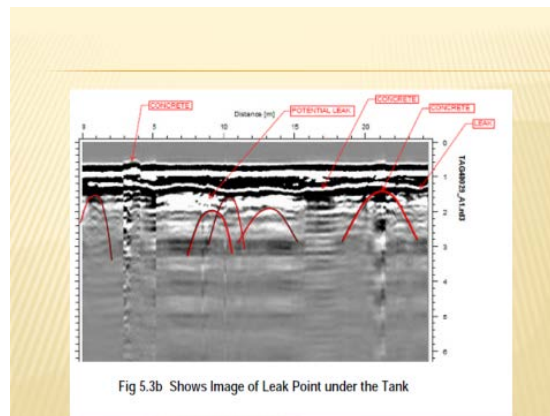 CONCRETE
CONCRETE
POTENTIAL LEAK
CONCRETE
LEAK
Distance [m]
0 5 10 15 20
0
1
2
3
4
5
6
Fig 5.3b Shows Image of Leak Point under the Tank